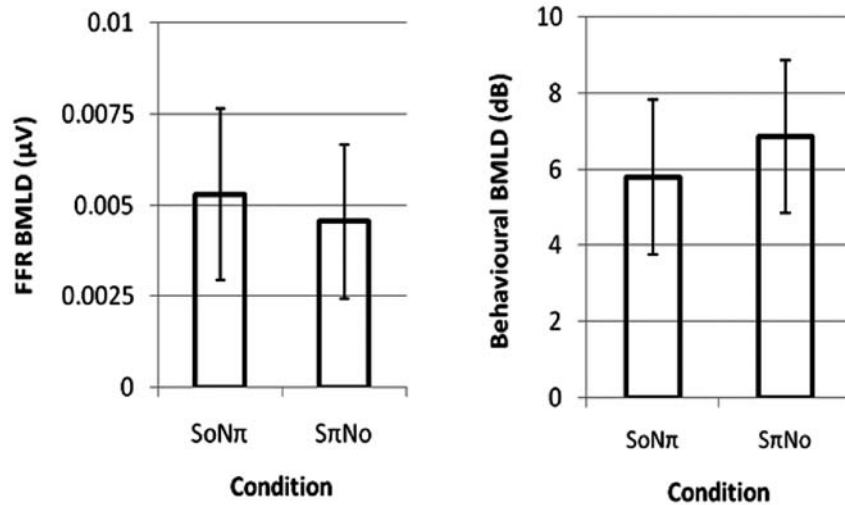 FFR BMLD (μV)
0.01
0.0075
0.005
0.0025
0
SoNπ
SπNo
Condition
Behavioural BMLD (dB)
10
8
6
4
2
0
SoNπ
SπNo
Condition